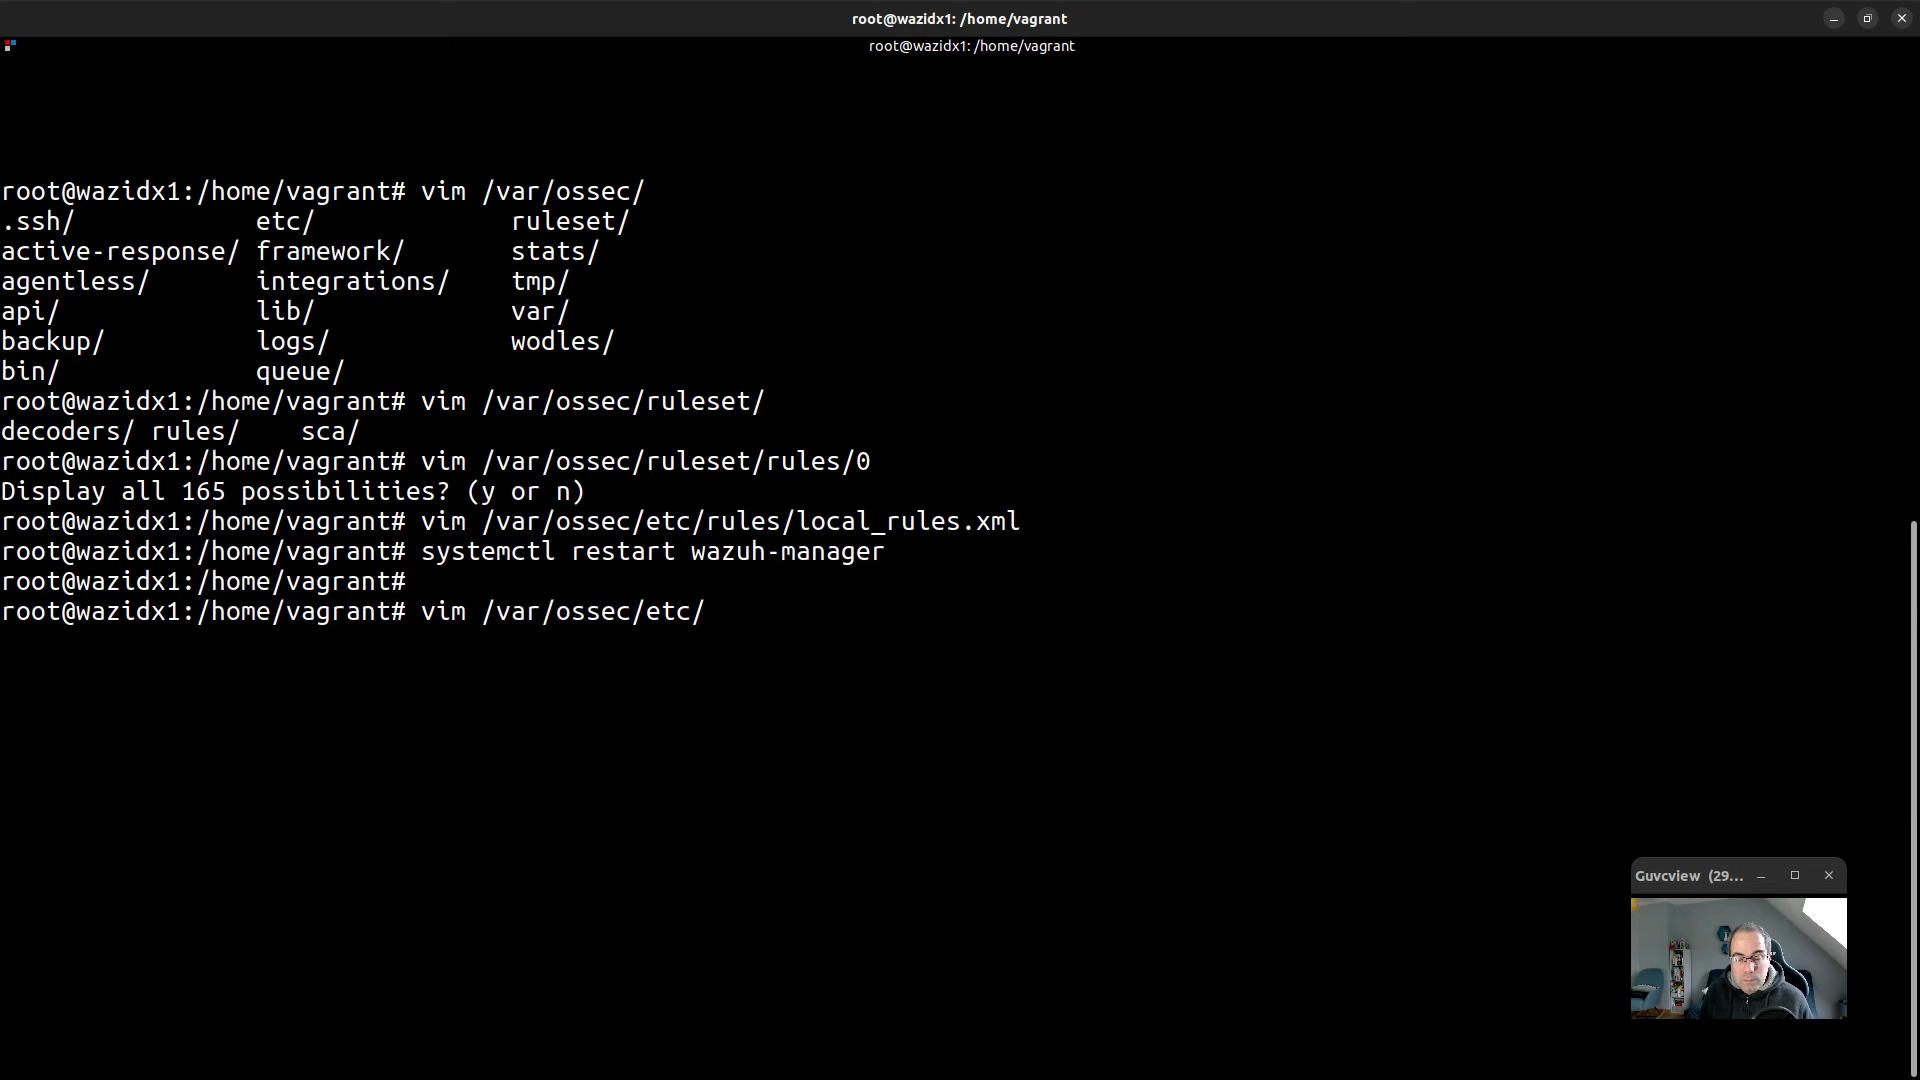 root@wazidx1: /home/vagrant
root@wazidx1: /home/vagrant
root@wazidx1:/home/vagrant# vim /var/ossec/
.ssh/            etc/             ruleset/
active-response/ framework/       stats/
agentless/       integrations/    tmp/
api/             lib/             var/
backup/          logs/            wodles/
bin/             queue/
root@wazidx1:/home/vagrant# vim /var/ossec/ruleset/
decoders/ rules/    sca/
root@wazidx1:/home/vagrant# vim /var/ossec/ruleset/rules/0
Display all 165 possibilities? (y or n)
root@wazidx1:/home/vagrant# vim /var/ossec/etc/rules/local_rules.xml
root@wazidx1:/home/vagrant# systemctl restart wazuh-manager
root@wazidx1:/home/vagrant#
root@wazidx1:/home/vagrant# vim /var/ossec/etc/
Guvcview (29...